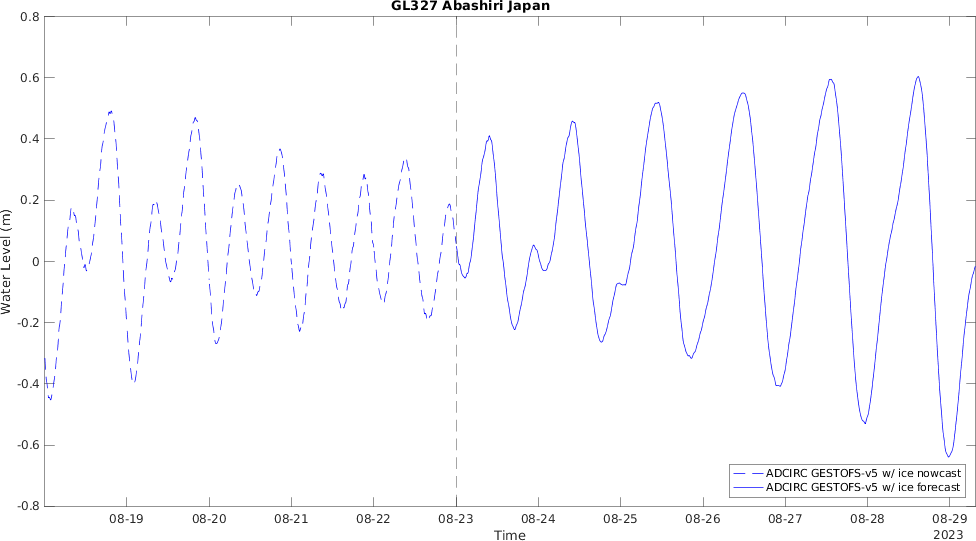 GL327 Abashiri Japan
0.8
0.6
0.4
0.2
0
-0.2
-0.4
-0.6
-0.8
Water Level (m)
ADCIRC GESTOFS-v5 w/ ice nowcast
ADCIRC GESTOFS-v5 w/ ice forecast
08-19 08-20 08-21 08-22 08-23 08-24 08-25 08-26 08-27 08-28 08-29
2023
Time